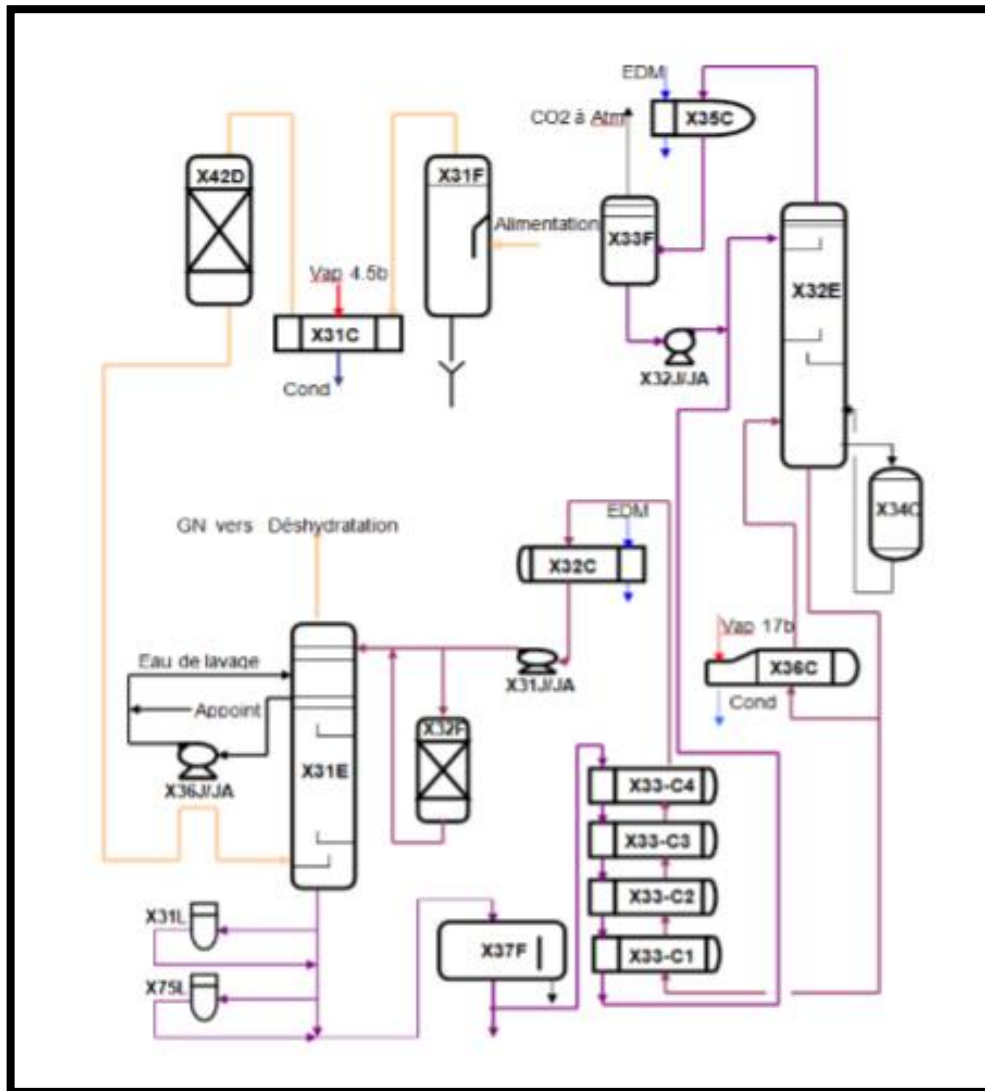 EDM
CO2 à Atm
X35C
X42D
X31F
Alimentation
X33F
Vap 4.5b
X31C
Cond
X32J/JA
X32E
GN vers Déshydratation
EDM
X32C
Vap 17b
X36C
Cond
Eau de lavage
Appoint
X31J/JA
X32F
X36J/JA
X31E
X33-C4
X33-C3
X33-C2
X33-C1
X31L
X75L
X37F